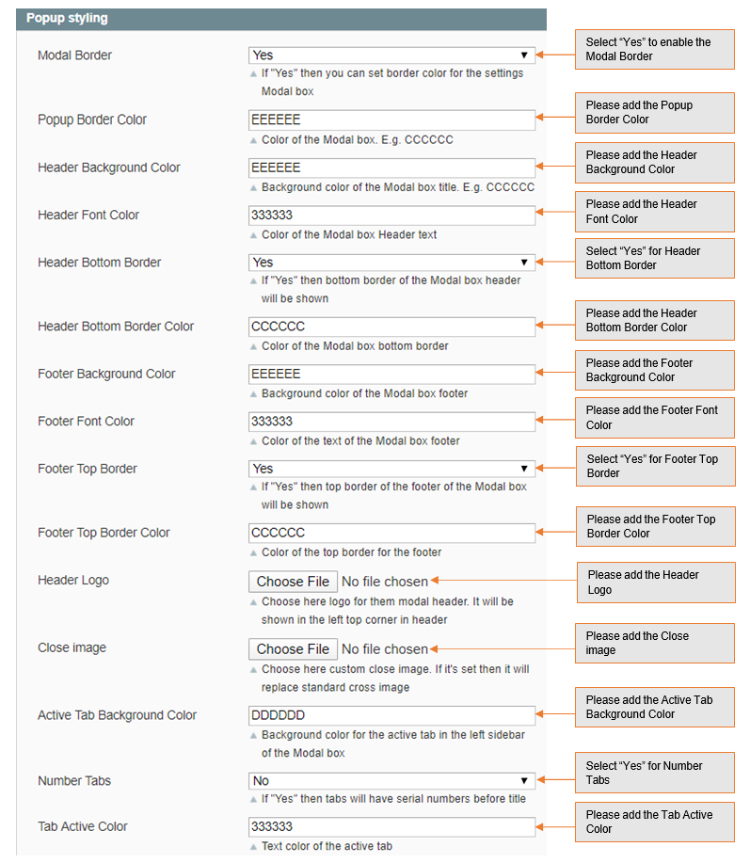 Popup styling
Modal Border
Yes
Select “Yes” to enable the
Modal Border
If "Yes" then you can set border color for the settings
Modal box
Popup Border Color
EEEEEE
Please add the Popup
Border Color
Color of the Modal box. E.g. CCCCCC
Header Background Color
EEEEEE
Please add the Header
Background Color
Background color of the Modal box title. E.g. CCCCCC
Header Font Color
333333
Please add the Header
Font Color
Color of the Modal box Header text
Header Bottom Border
Yes
Select “Yes” for Header
Bottom Border
If "Yes" then bottom border of the Modal box header
will be shown
Header Bottom Border Color
CCCCCC
Please add the Header
Bottom Border Color
Color of the Modal box bottom border
Footer Background Color
EEEEEE
Please add the Footer
Background Color
Background color of the Modal box footer
Footer Font Color
333333
Please add the Footer Font
Color
Color of the text of the Modal box footer
Footer Top Border
Yes
Select “Yes” for Footer Top
Border
If "Yes" then top border of the footer of the Modal box
will be shown
Footer Top Border Color
CCCCCC
Please add the Footer Top
Border Color
Color of the top border for the footer
Header Logo
Choose File No file chosen
Please add the Header
Logo
Choose here logo for them modal header. It will be
shown in the left top corner in header
Close image
Choose File No file chosen
Please add the Close
image
Choose here custom close image. If it's set then it will
replace standard cross image
Active Tab Background Color
DDDDDD
Please add the Active Tab
Background Color
Background color for the active tab in the left sidebar
of the Modal box
Number Tabs
No
Select “Yes” for Number
Tabs
If "Yes" then tabs will have serial numbers before title
Tab Active Color
333333
Please add the Tab Active
Color
Text color of the active tab